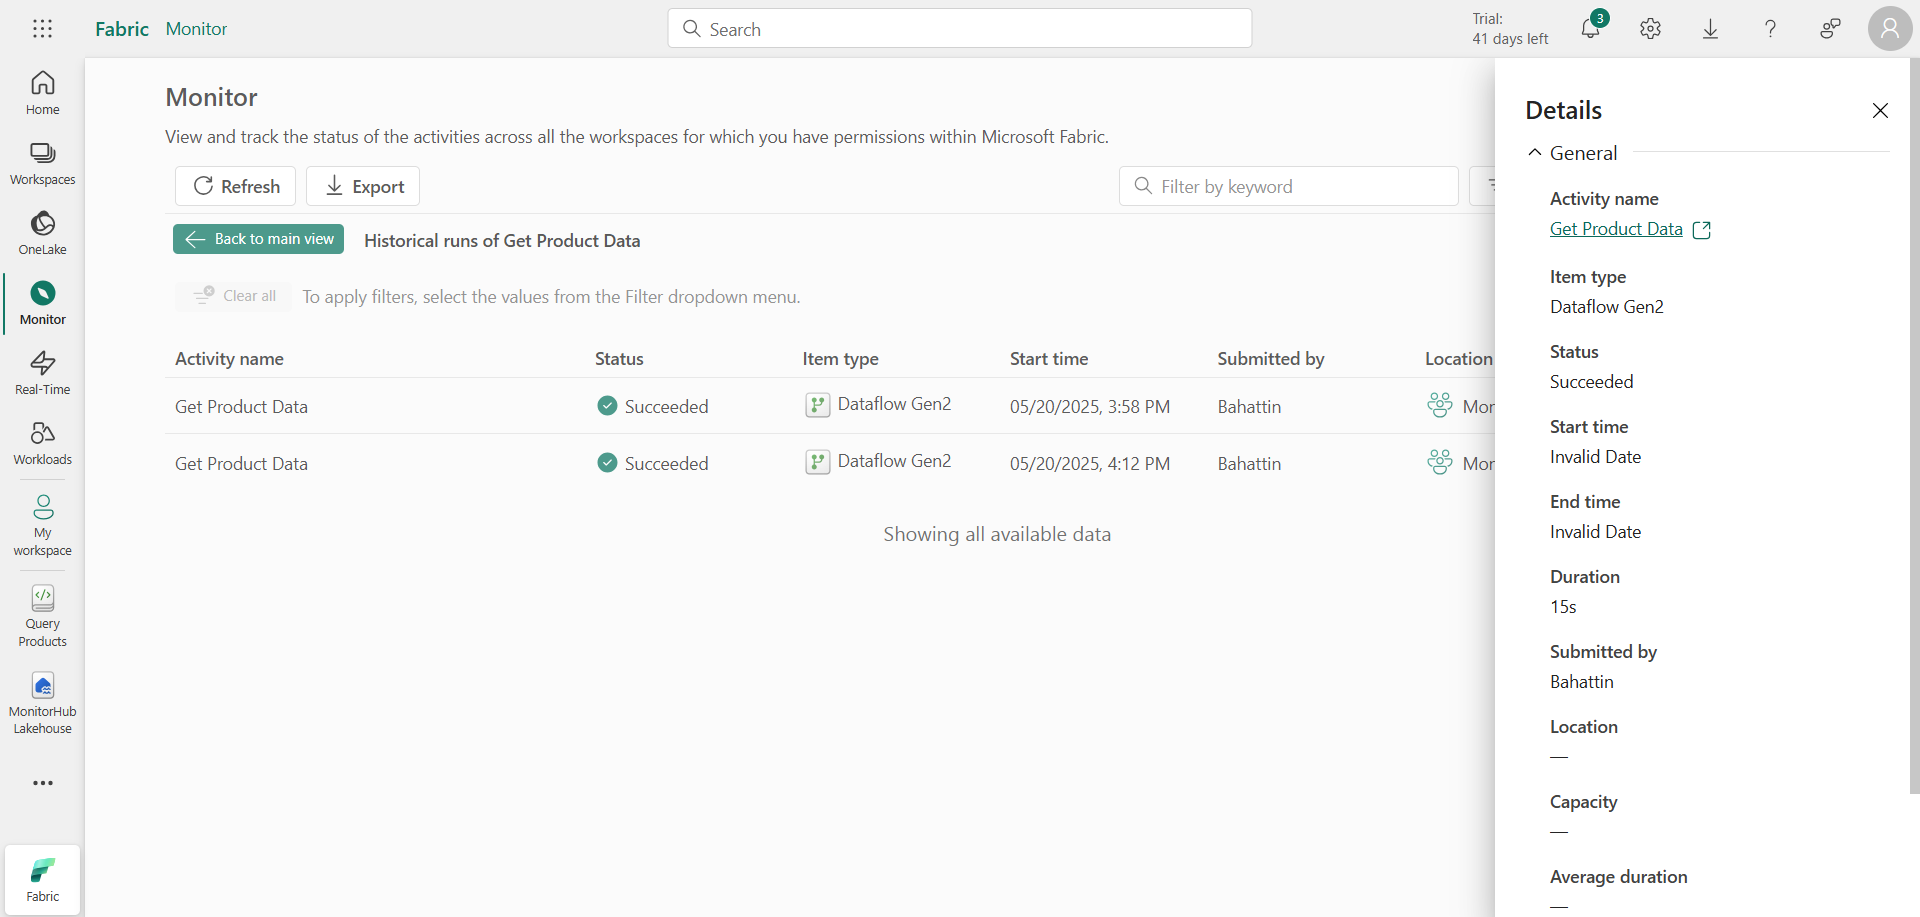 Fabric Monitor
Search
Trial:
41 days left
3
Home
Workspaces
OneLake
Monitor
Real-Time
Workloads
My
workspace
Query
Products
MonitorHub
Lakehouse
Fabric
Monitor
View and track the status of the activities across all the workspaces for which you have permissions within Microsoft Fabric.
Refresh
Export
Filter by keyword
Back to main view
Historical runs of Get Product Data
Clear all
To apply filters, select the values from the Filter dropdown menu.
Activity name Status Item type Start time Submitted by Location
Get Product Data Succeeded Dataflow Gen2 05/20/2025, 3:58 PM Bahattin Mor
Get Product Data Succeeded Dataflow Gen2 05/20/2025, 4:12 PM Bahattin Mor
Showing all available data
Details
General
Activity name
Get Product Data
Item type
Dataflow Gen2
Status
Succeeded
Start time
Invalid Date
End time
Invalid Date
Duration
15s
Submitted by
Bahattin
Location
—
Capacity
—
Average duration
—